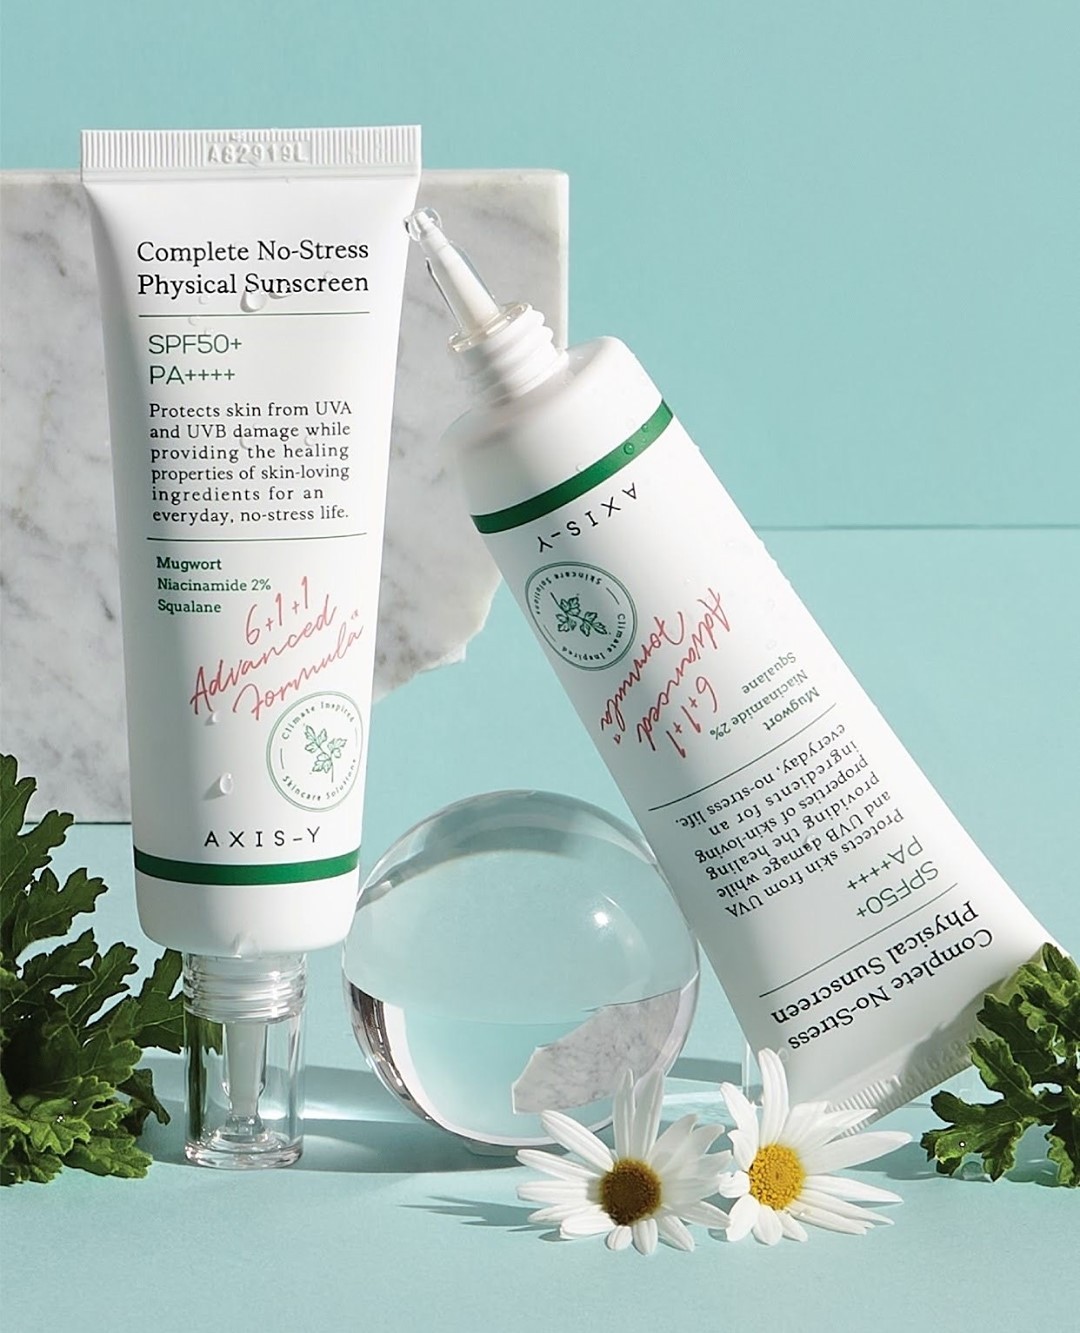 A82919L
Complete No-Stress
Physical Sunscreen
SPF50+
PA++++
Protects skin from UVA
and UVB damage while
providing the healing
properties of skin-loving
ingredients for an
everyday, no-stress life.
Mugwort
Niacinamide 2%
Squalane
6+1+1
Advanced
Formula"
Climate Inspired
Skincare Solutions
AXIS-Y
Complete No-Stress
Physical Sunscreen
SPF50+
PA++++
Protects skin from UVA
and UVB damage while
providing the healing
properties of skin-loving
ingredients for an
everyday, no-stress life.
Mugwort
Niacinamide 2%
Squalane
6+1+1
Advanced
Formula"
Climate Inspired
Skincare Solutions
AXIS-Y